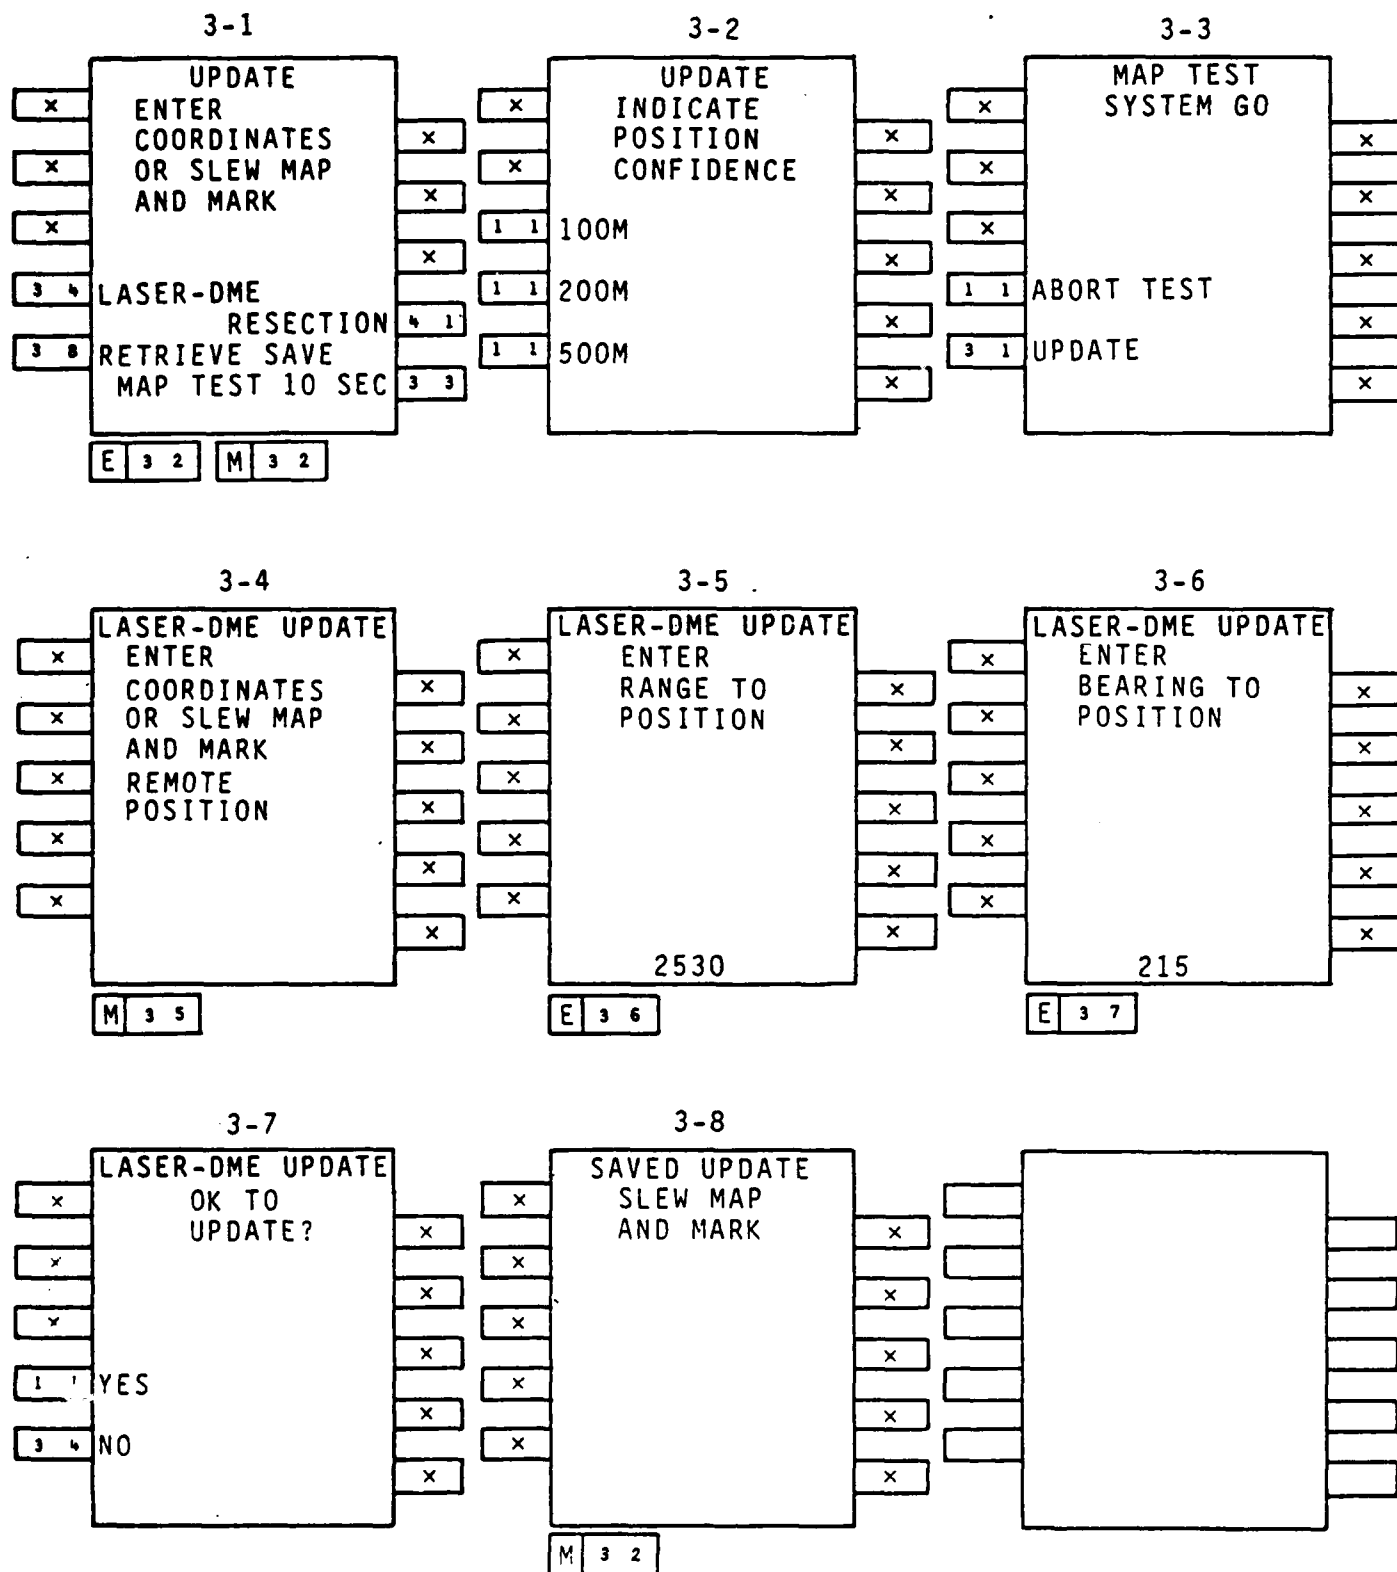 3-1
UPDATE
× ENTER
COORDINATES ×
× OR SLEW MAP
AND MARK ×
×
×
3 4 LASER-DME
RESECTION 4 1
3 8 RETRIEVE SAVE
MAP TEST 10 SEC 3 3
E 3 2 M 3 2
3-2
UPDATE
× INDICATE
POSITION ×
× CONFIDENCE
×
1 1 100M
×
1 1 200M
×
1 1 500M
×
3-3
MAP TEST
× SYSTEM GO
×
×
×
×
×
1 1 ABORT TEST
×
3 1 UPDATE
×
3-4
LASER-DME UPDATE
× ENTER
COORDINATES ×
× OR SLEW MAP
AND MARK ×
× REMOTE
POSITION ×
×
×
×
×
M 3 5
3-5
LASER-DME UPDATE
× ENTER
RANGE TO ×
× POSITION
×
×
×
×
×
×
×
2530
E 3 6
3-6
LASER-DME UPDATE
× ENTER
BEARING TO ×
× POSITION
×
×
×
×
×
×
×
215
E 3 7
3-7
LASER-DME UPDATE
× OK TO
UPDATE? ×
×
×
×
×
1 1 YES
×
3 4 NO
×
3-8
SAVED UPDATE
× SLEW MAP
AND MARK ×
×
×
×
×
×
×
×
×
M 3 2